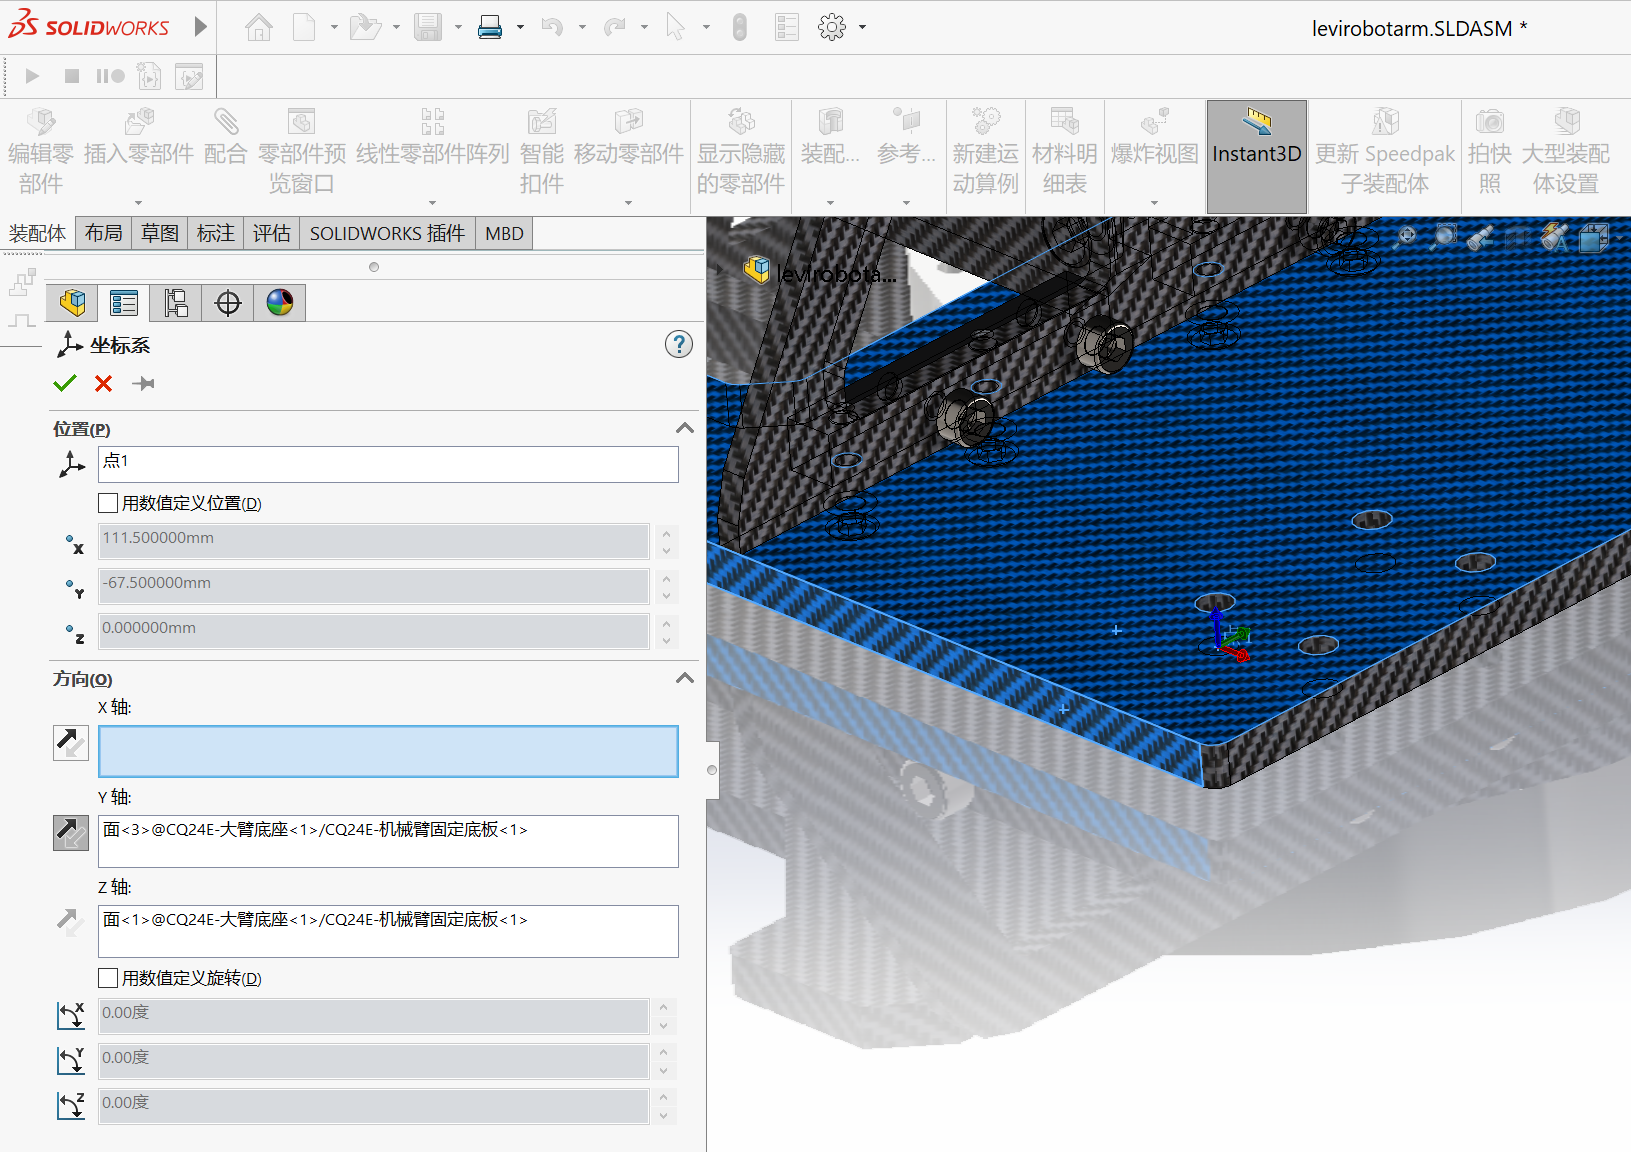 SOLIDWORKS
levirobotarm.SLDASM *
编辑零部件
插入零部件
配合
零部件预览窗口
线性零部件阵列
智能扣件
移动零部件
显示隐藏的零部件
装配...
参考...
新建运动算例
材料明细表
爆炸视图
Instant3D
更新 Speedpak 子装配体
拍快照
大型装配体设置
装配体 布局 草图 标注 评估 SOLIDWORKS 插件 MBD
levirobota...
坐标系
位置(P)
点1
用数值定义位置(D)
X 111.500000mm
Y -67.500000mm
Z 0.000000mm
方向(O)
X 轴:
Y 轴:
面<3>@CQ24E-大臂底座<1>/CQ24E-机械臂固定底板<1>
Z 轴:
面<1>@CQ24E-大臂底座<1>/CQ24E-机械臂固定底板<1>
用数值定义旋转(D)
X 0.00度
Y 0.00度
Z 0.00度